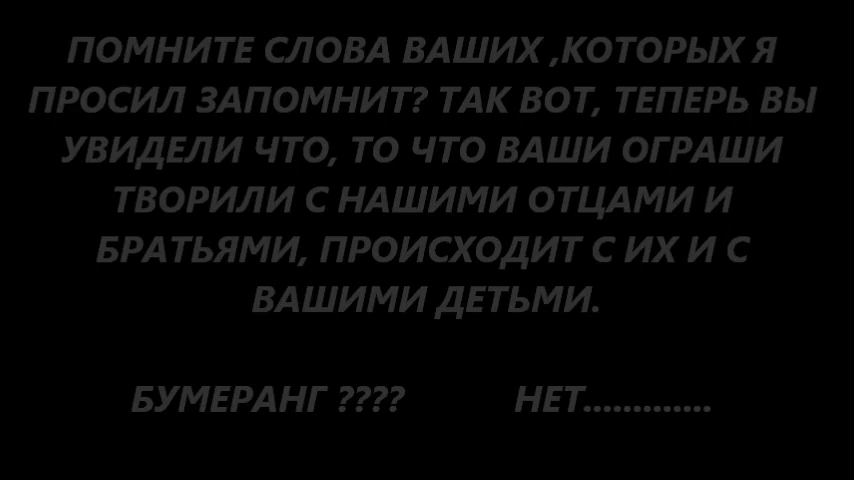 ПОМНИТЕ СЛОВА ВАШИХ ,КОТОРЫХ Я
ПРОСИЛ ЗАПОМНИТ? ТАК ВОТ, ТЕПЕРЬ ВЫ
УВИДЕЛИ ЧТО, ТО ЧТО ВАШИ ОГРАШИ
ТВОРИЛИ С НАШИМИ ОТЦАМИ И
БРАТЬЯМИ, ПРОИСХОДИТ С ИХ И С
ВАШИМИ ДЕТЬМИ.
БУМЕРАНГ ???? НЕТ.............